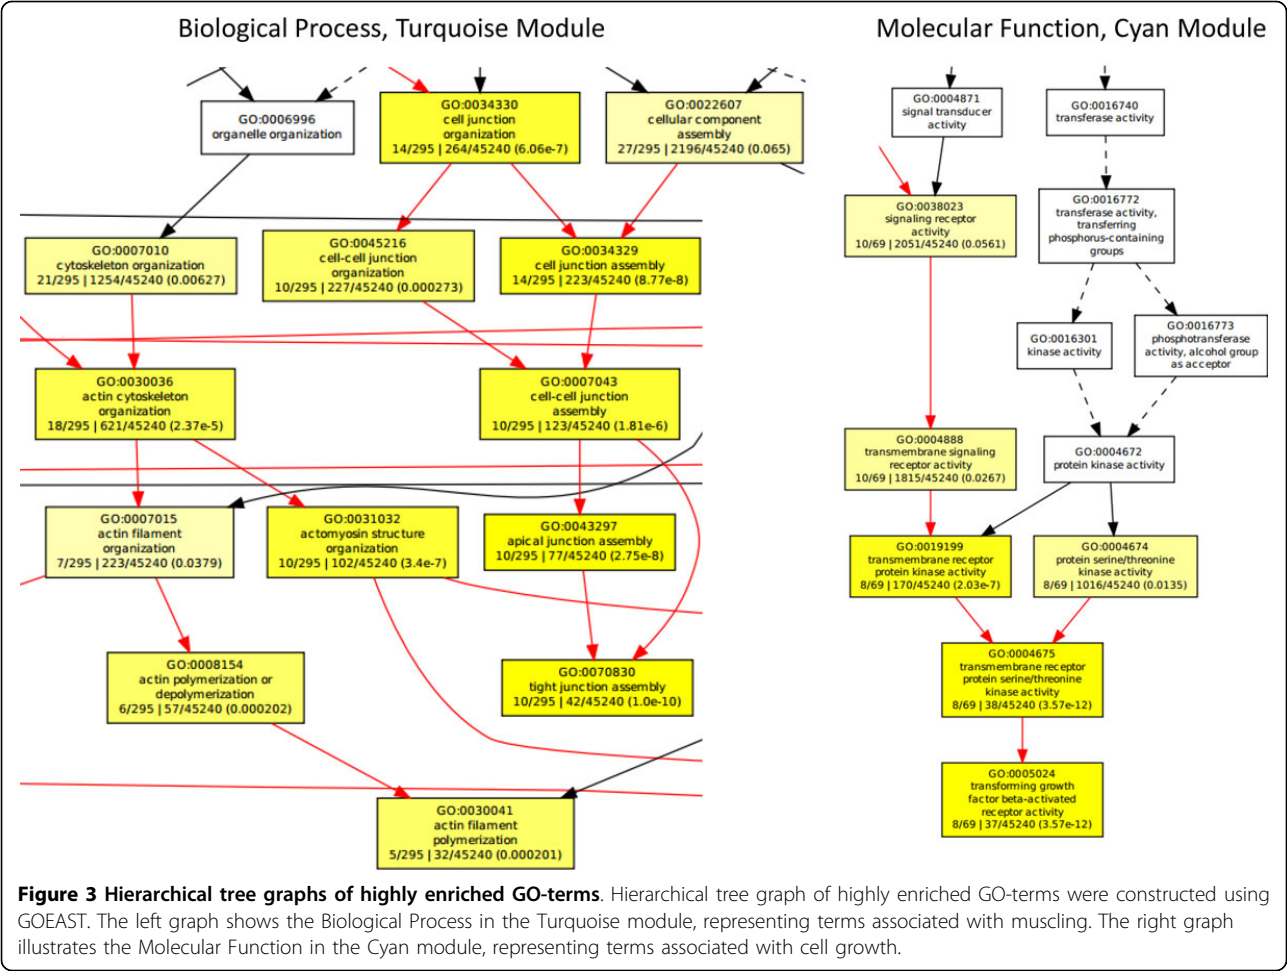 Biological Process, Turquoise Module
Molecular Function, Cyan Module
GO:0006996
organelle organization
GO:0034330
cell junction
organization
14/295 | 264/45240 (6.06e-7)
GO:0022607
cellular component
assembly
27/295 | 2196/45240 (0.065)
GO:0007010
cytoskeleton organization
21/295 | 1254/45240 (0.00627)
GO:0045216
cell-cell junction
organization
10/295 | 227/45240 (0.000273)
GO:0034329
cell junction assembly
14/295 | 223/45240 (8.77e-8)
GO:0030036
actin cytoskeleton
organization
18/295 | 621/45240 (2.37e-5)
GO:0007043
cell-cell junction
assembly
10/295 | 123/45240 (1.81e-6)
GO:0007015
actin filament
organization
7/295 | 223/45240 (0.0379)
GO:0031032
actomyosin structure
organization
10/295 | 102/45240 (3.4e-7)
GO:0043297
apical junction assembly
10/295 | 77/45240 (2.75e-8)
GO:0008154
actin polymerization or
depolymerization
6/295 | 57/45240 (0.000202)
GO:0070830
tight junction assembly
10/295 | 42/45240 (1.0e-10)
GO:0030041
actin filament
polymerization
5/295 | 32/45240 (0.000201)
GO:0004871
signal transducer
activity
GO:0016740
transferase activity
GO:0038023
signaling receptor
activity
10/69 | 2051/45240 (0.0561)
GO:0016772
transferase activity,
transferring
phosphorus-containing
groups
GO:0016301
kinase activity
GO:0016773
phosphotransferase
activity, alcohol group
as acceptor
GO:0004888
transmembrane signaling
receptor activity
10/69 | 1815/45240 (0.0267)
GO:0004672
protein kinase activity
GO:0019199
transmembrane receptor
protein kinase activity
8/69 | 170/45240 (2.03e-7)
GO:0004674
protein serine/threonine
kinase activity
8/69 | 1016/45240 (0.0135)
GO:0004675
transmembrane receptor
protein serine/threonine
kinase activity
8/69 | 38/45240 (3.57e-12)
GO:0005024
transforming growth
factor beta-activated
receptor activity
8/69 | 37/45240 (3.57e-12)
Figure 3 Hierarchical tree graphs of highly enriched GO-terms. Hierarchical tree graph of highly enriched GO-terms were constructed using
GOEAST. The left graph shows the Biological Process in the Turquoise module, representing terms associated with muscling. The right graph
illustrates the Molecular Function in the Cyan module, representing terms associated with cell growth.